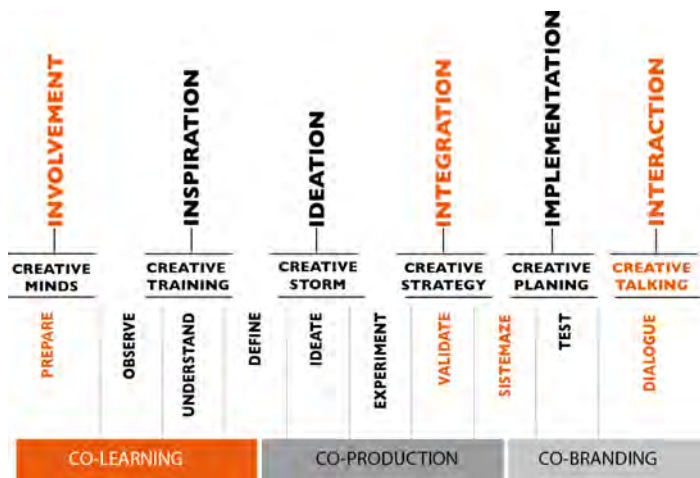 INVOLVEMENT
INSPIRATION
IDEATION
INTEGRATION
IMPLEMENTATION
INTERACTION
CREATIVE
MINDS
CREATIVE
TRAINING
CREATIVE
STORM
CREATIVE
STRATEGY
CREATIVE
PLANING
CREATIVE
TALKING
PREPARE
OBSERVE
UNDERSTAND
DEFINE
IDEATE
EXPERIMENT
VALIDATE
SISTEMAZE
TEST
DIALOGUE
CO-LEARNING
CO-PRODUCTION
CO-BRANDING